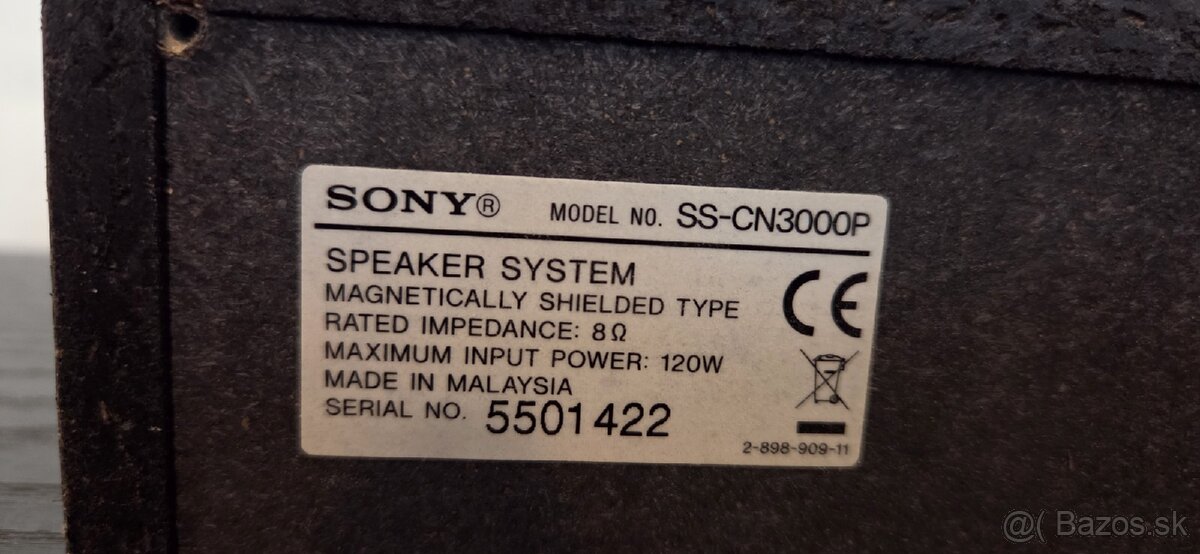 SONY® MODEL NO. SS-CN3000P
SPEAKER SYSTEM
MAGNETICALLY SHIELDED TYPE
RATED IMPEDANCE: 8Ω
MAXIMUM INPUT POWER: 120W
MADE IN MALAYSIA
SERIAL NO. 5501422
CE
2-898-909-11
@( Bazos.sk